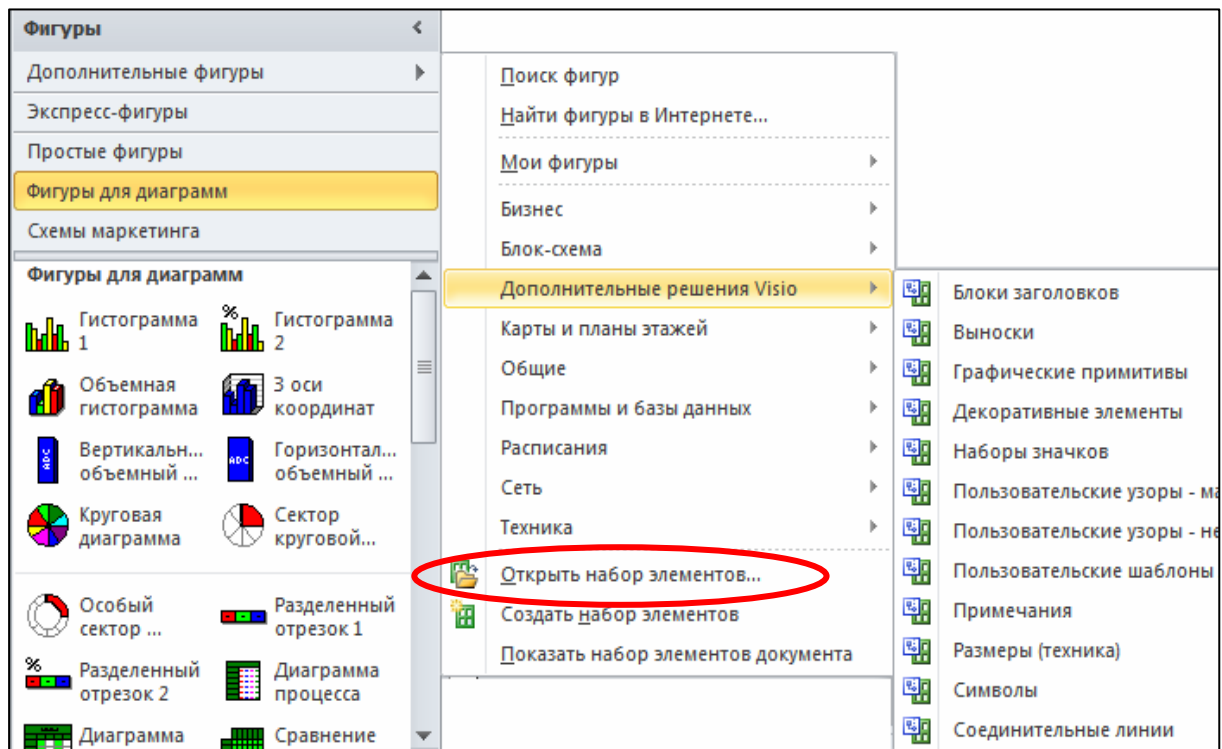 Фигуры
Дополнительные фигуры
Экспресс-фигуры
Простые фигуры
Фигуры для диаграмм
Схемы маркетинга
Фигуры для диаграмм
Гистограмма
1
%
Гистограмма
2
Объемная
гистограмма
3 оси
координат
Вертикальн...
объемный ...
Горизонтал...
объемный ...
Круговая
диаграмма
Сектор
круговой...
Особый
сектор ...
Разделенный
отрезок 1
%
Разделенный
отрезок 2
Диаграмма
процесса
Диаграмма
Сравнение
Поиск фигур
Найти фигуры в Интернете...
Мои фигуры
Бизнес
Блок-схема
Дополнительные решения Visio
Карты и планы этажей
Общие
Программы и базы данных
Расписания
Сеть
Техника
Открыть набор элементов...
Создать набор элементов
Показать набор элементов документа
Блоки заголовков
Выноски
Графические примитивы
Декоративные элементы
Наборы значков
Пользовательские узоры - ма
Пользовательские узоры - не
Пользовательские шаблоны
Примечания
Размеры (техника)
Символы
Соединительные линии